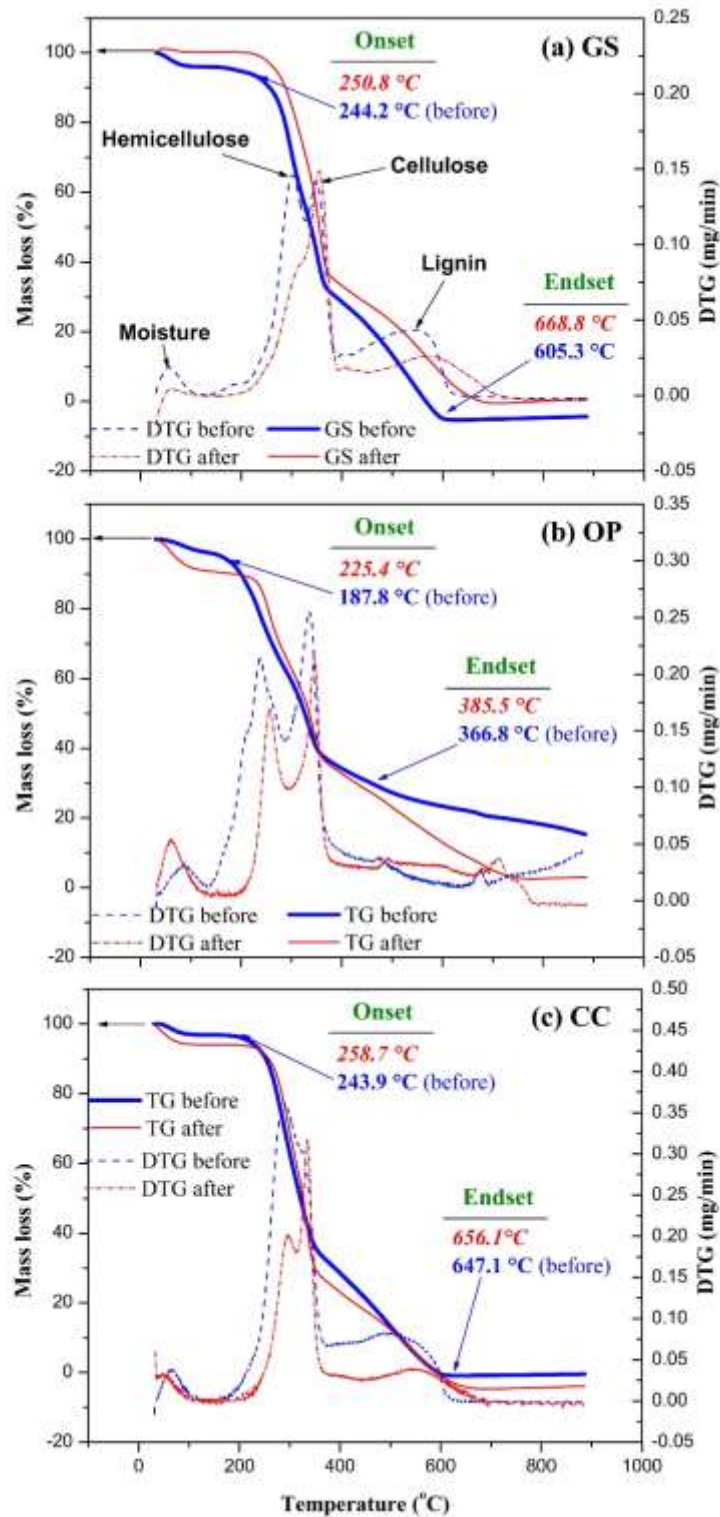 (a) GS
Onset
250.8 °C
244.2 °C (before)
Hemicellulose
Cellulose
Lignin
Moisture
Endset
668.8 °C
605.3 °C
DTG before
GS before
DTG after
GS after
100
80
60
40
20
0
-20
Mass loss (%)
0.25
0.20
0.15
0.10
0.05
0.00
-0.05
DTG (mg/min)
(b) OP
Onset
225.4 °C
187.8 °C (before)
Endset
385.5 °C
366.8 °C (before)
DTG before
TG before
DTG after
TG after
100
80
60
40
20
0
-20
Mass loss (%)
0.35
0.30
0.25
0.20
0.15
0.10
0.05
0.00
-0.05
DTG (mg/min)
(c) CC
Onset
258.7 °C
243.9 °C (before)
TG before
TG after
DTG before
DTG after
Endset
656.1°C
647.1 °C (before)
100
80
60
40
20
0
-20
Mass loss (%)
0.50
0.45
0.40
0.35
0.30
0.25
0.20
0.15
0.10
0.05
0.00
-0.05
DTG (mg/min)
0 200 400 600 800 1000
Temperature (°C)